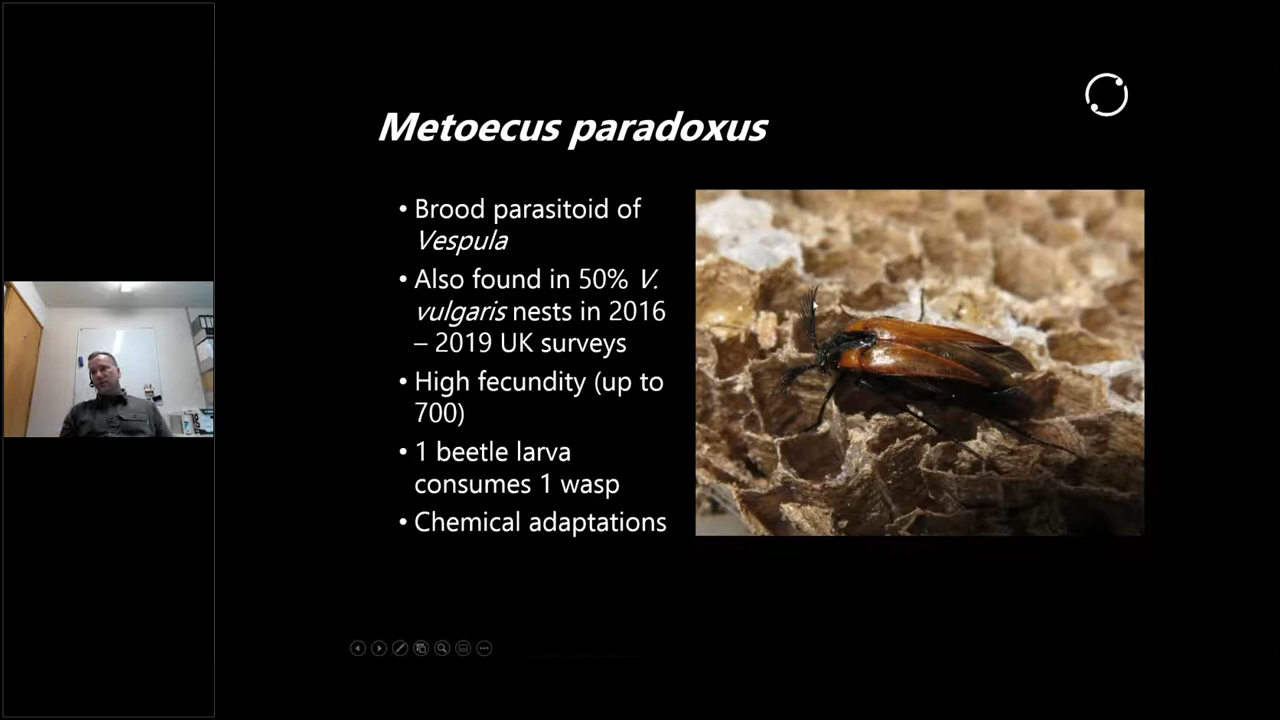 Metoecus paradoxus
• Brood parasitoid of
Vespula
• Also found in 50% V.
vulgaris nests in 2016
– 2019 UK surveys
• High fecundity (up to
700)
• 1 beetle larva
consumes 1 wasp
• Chemical adaptations